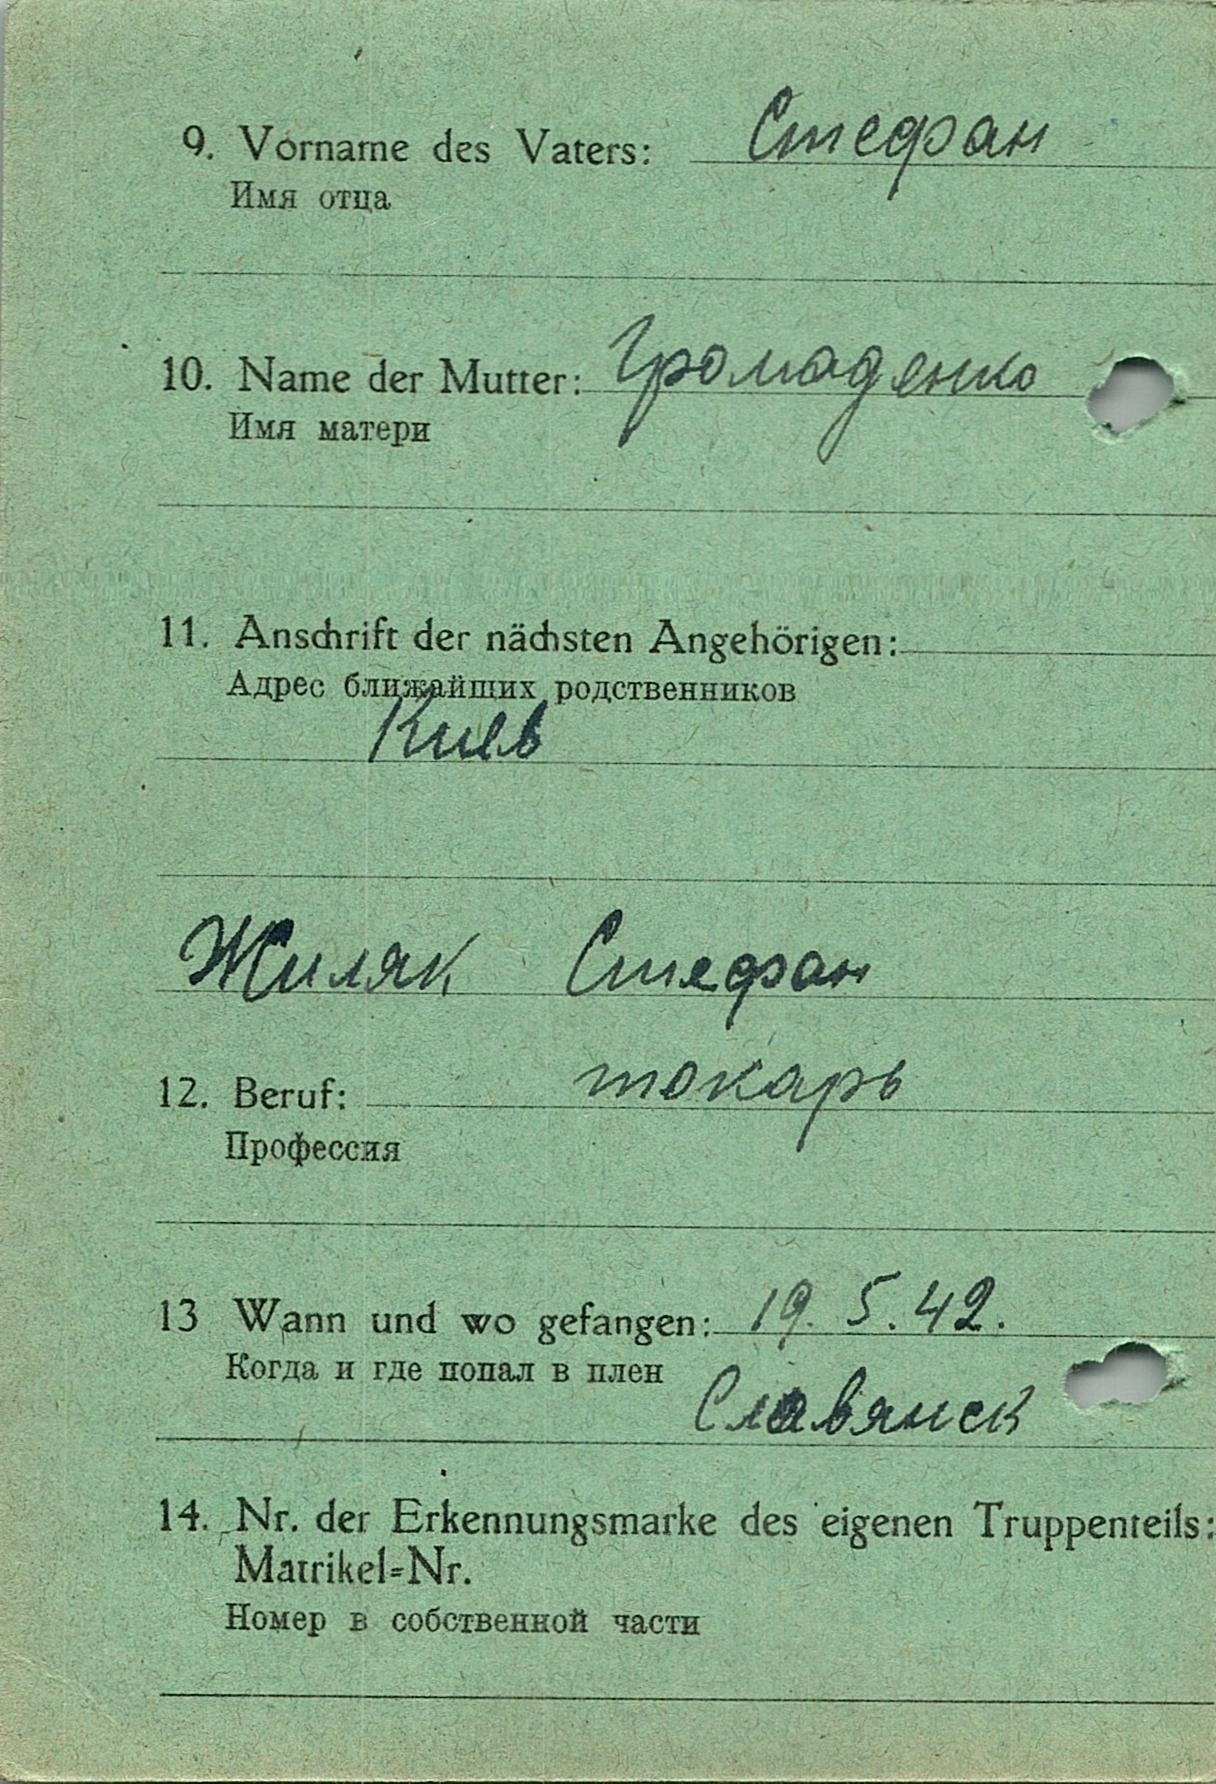 9. Vorname des Vaters: Стефан
Имя отца
10. Name der Mutter: Громаденко
Имя матери
11. Anschrift der nächsten Angehörigen:
Адрес ближайших родственников
Киев
Жиляк Стефан
12. Beruf: токарь
Профессия
13 Wann und wo gefangen: 19. 5. 42.
Когда и где попал в плен
Славянск
14. Nr. der Erkennungsmarke des eigenen Truppenteils:
Matrikel=Nr.
Номер в собственной части